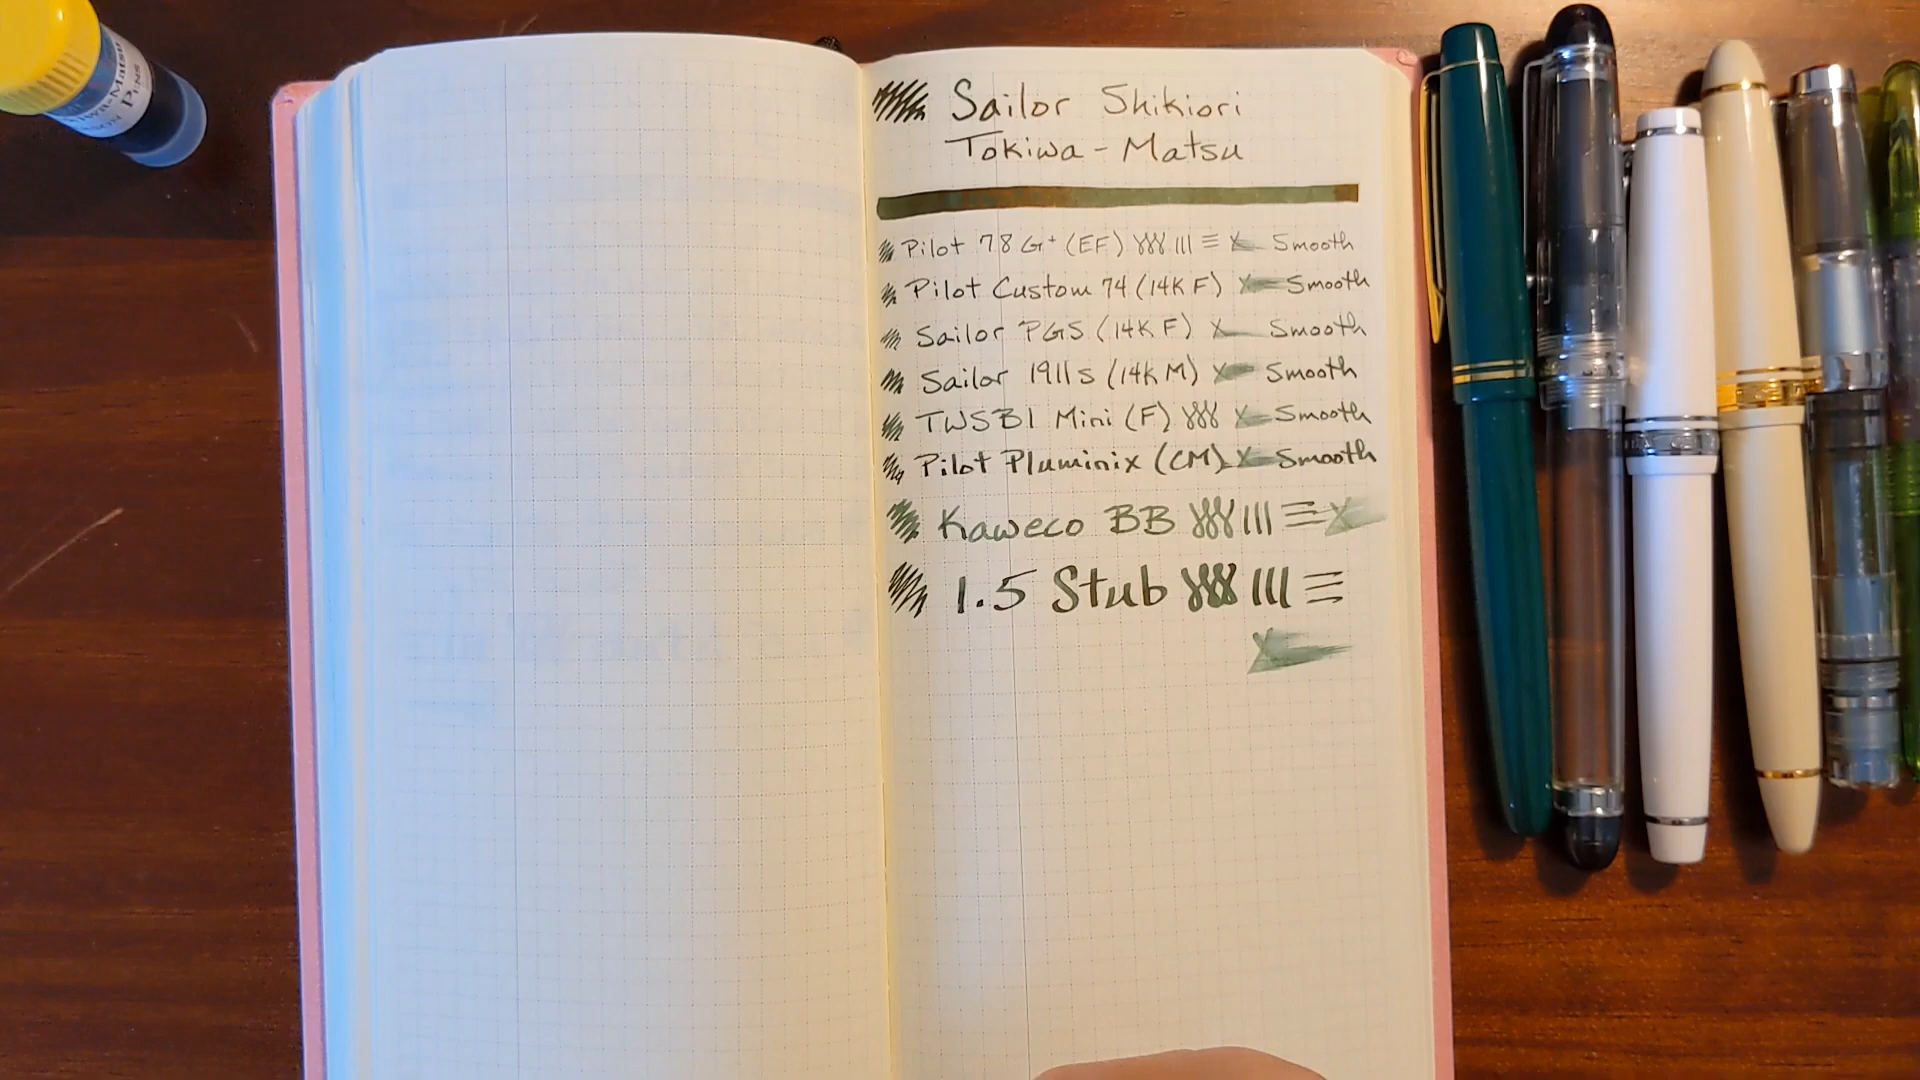 Sailor Shikiori
Tokiwa-Matsu
Pilot 78G+ (EF) Smooth
Pilot Custom 74 (14K F) Smooth
Sailor PGS (14K F) Smooth
Sailor 1911s (14K M) Smooth
TWSBI Mini (F) Smooth
Pilot Pluminix (CM) Smooth
Kaweco BB
1.5 Stub